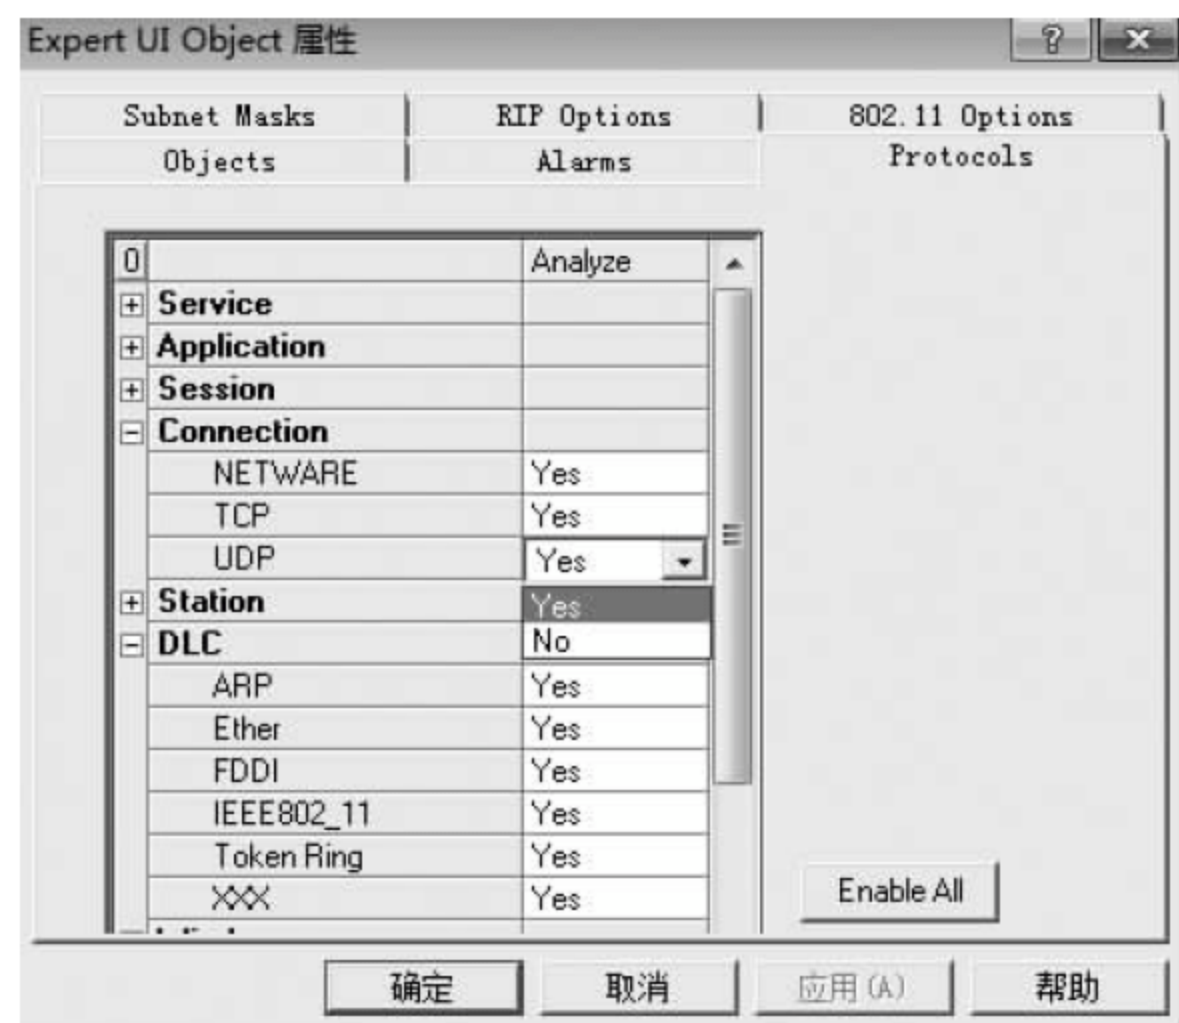 Expert UI Object 属性
Subnet Masks RIP Options 802.11 Options
Objects Alarms Protocols
0 Analyze
Service
Application
Session
Connection
NETWARE Yes
TCP Yes
UDP Yes
Station Yes
DLC No
ARP Yes
Ether Yes
FDDI Yes
IEEE802_11 Yes
Token Ring Yes
XXX Yes
Enable All
确定 取消 应用(A) 帮助